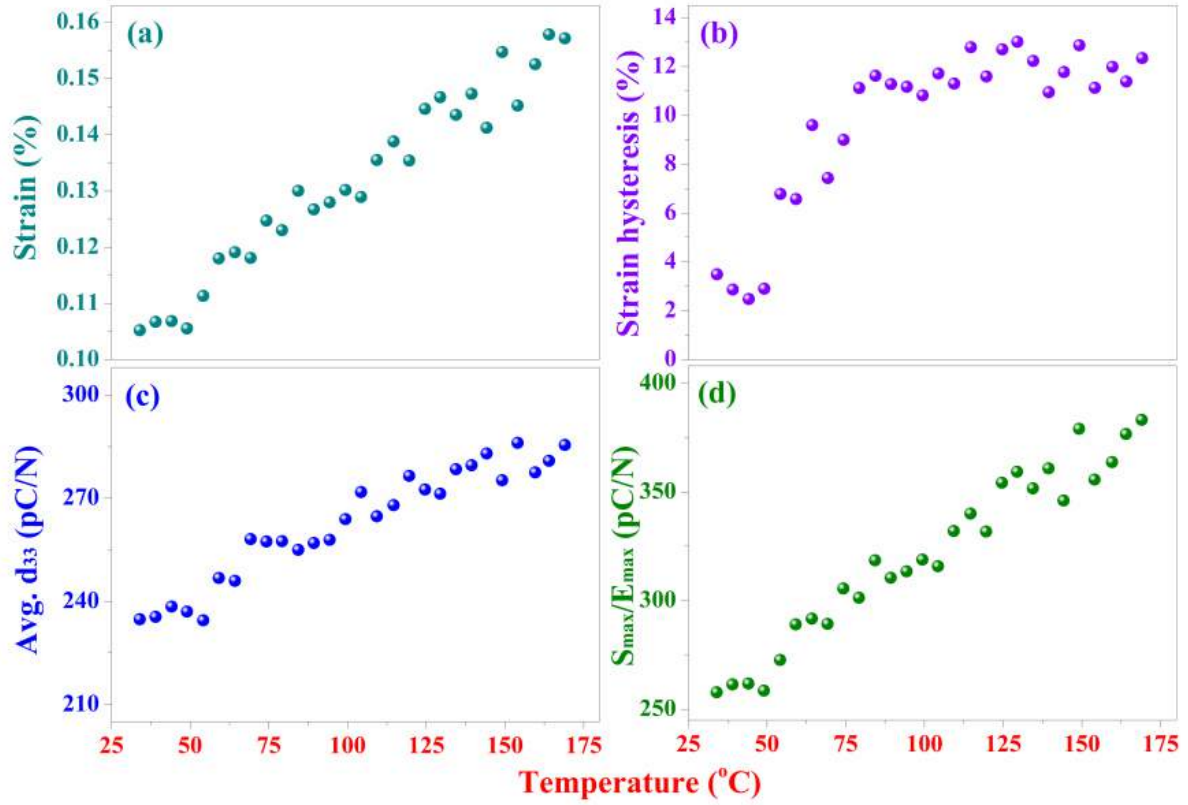 (a)
Strain (%)
0.16
0.15
0.14
0.13
0.12
0.11
0.10
(b)
Strain hysteresis (%)
14
12
10
8
6
4
2
0
(c)
Avg. d33 (pC/N)
300
270
240
210
25 50 75 100 125 150 175
(d)
Smax/Emax (pC/N)
400
350
300
250
25 50 75 100 125 150 175
Temperature (oC)